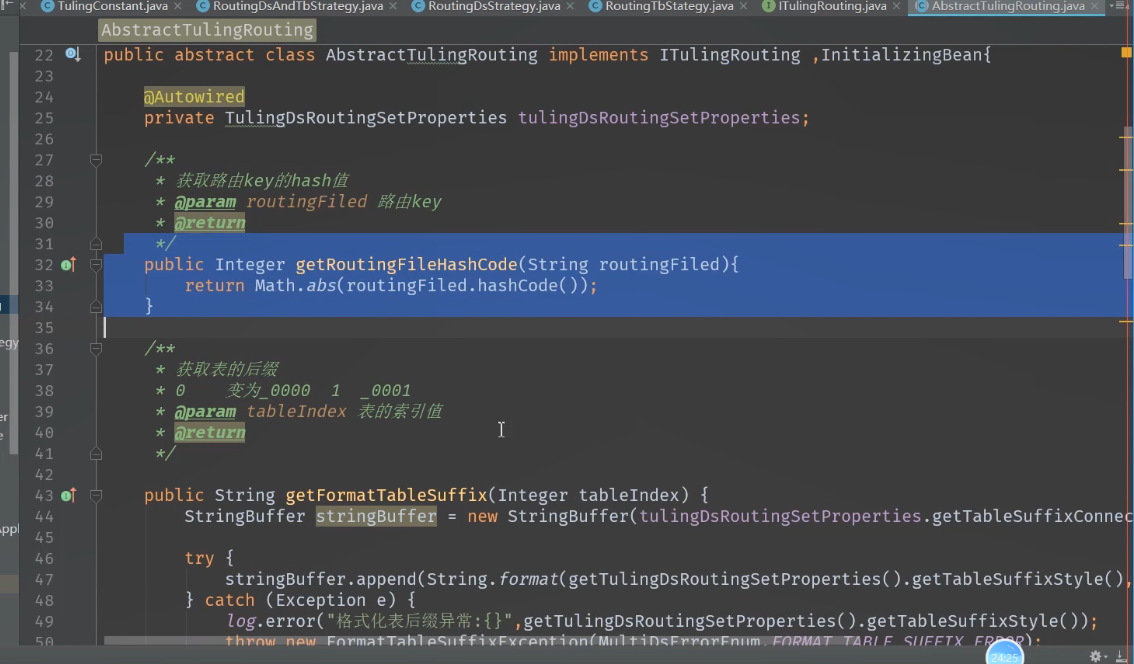 TulingConstant.java RoutingDsAndTbStrategy.java RoutingDsStrategy.java RoutingTbStategy.java ITulingRouting.java AbstractTulingRouting.java
AbstractTulingRouting
22 public abstract class AbstractTulingRouting implements ITulingRouting ,InitializingBean{
23
24 @Autowired
25 private TulingDsRoutingSetProperties tulingDsRoutingSetProperties;
26
27 /**
28 * 获取路由key的hash值
29 * @param routingFiled 路由key
30 * @return
31 */
32 public Integer getRoutingFileHashCode(String routingFiled){
33 return Math.abs(routingFiled.hashCode());
34 }
35
36 /**
37 * 获取表的后缀
38 * 0 变为_0000 1 _0001
39 * @param tableIndex 表的索引值
40 * @return
41 */
42
43 public String getFormatTableSuffix(Integer tableIndex) {
44 StringBuffer stringBuffer = new StringBuffer(tulingDsRoutingSetProperties.getTableSuffixConnec
45
46 try {
47 stringBuffer.append(String.format(getTulingDsRoutingSetProperties().getTableSuffixStyle(),
48 } catch (Exception e) {
49 log.error("格式化表后缀异常:{}",getTulingDsRoutingSetProperties().getTableSuffixStyle());
50 throw new FormatTableSuffixException(MultiDsErrorEnum.FORMAT_TABLE_SUFFIX_ERROR);
24:25